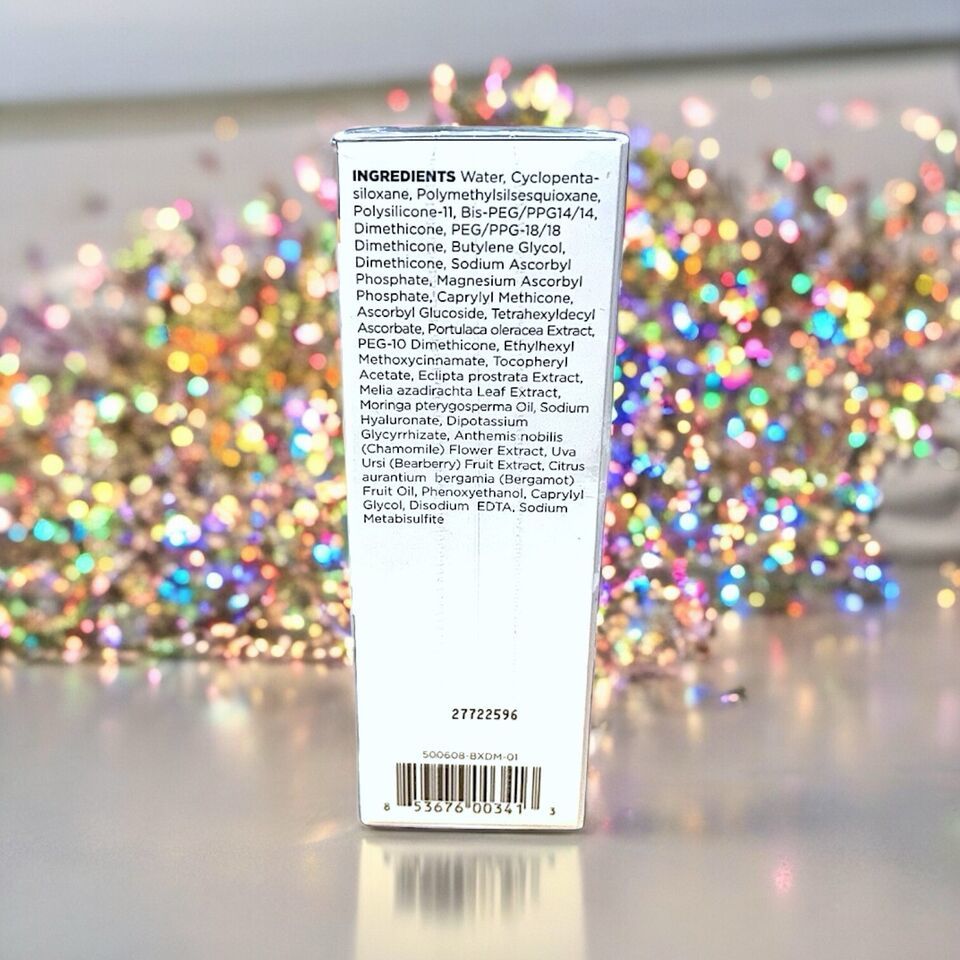 INGREDIENTS Water, Cyclopenta-
siloxane, Polymethylsilsesquioxane,
Polysilicone-11, Bis-PEG/PPG14/14,
Dimethicone, PEG/PPG-18/18
Dimethicone, Butylene Glycol,
Dimethicone, Sodium Ascorbyl
Phosphate, Magnesium Ascorbyl
Phosphate, Caprylyl Methicone,
Ascorbyl Glucoside, Tetrahexyldecyl
Ascorbate, Portulaca oleracea Extract,
PEG-10 Dimethicone, Ethylhexyl
Methoxycinnamate, Tocopheryl
Acetate, Eclipta prostrata Extract,
Melia azadirachta Leaf Extract,
Moringa pterygosperma Oil, Sodium
Hyaluronate, Dipotassium
Glycyrrhizate, Anthemis nobilis
(Chamomile) Flower Extract, Uva
Ursi (Bearberry) Fruit Extract, Citrus
aurantium bergamia (Bergamot)
Fruit Oil, Phenoxyethanol, Caprylyl
Glycol, Disodium EDTA, Sodium
Metabisulfite
27722596
500608-BXDM-01
8 53676 00341 3